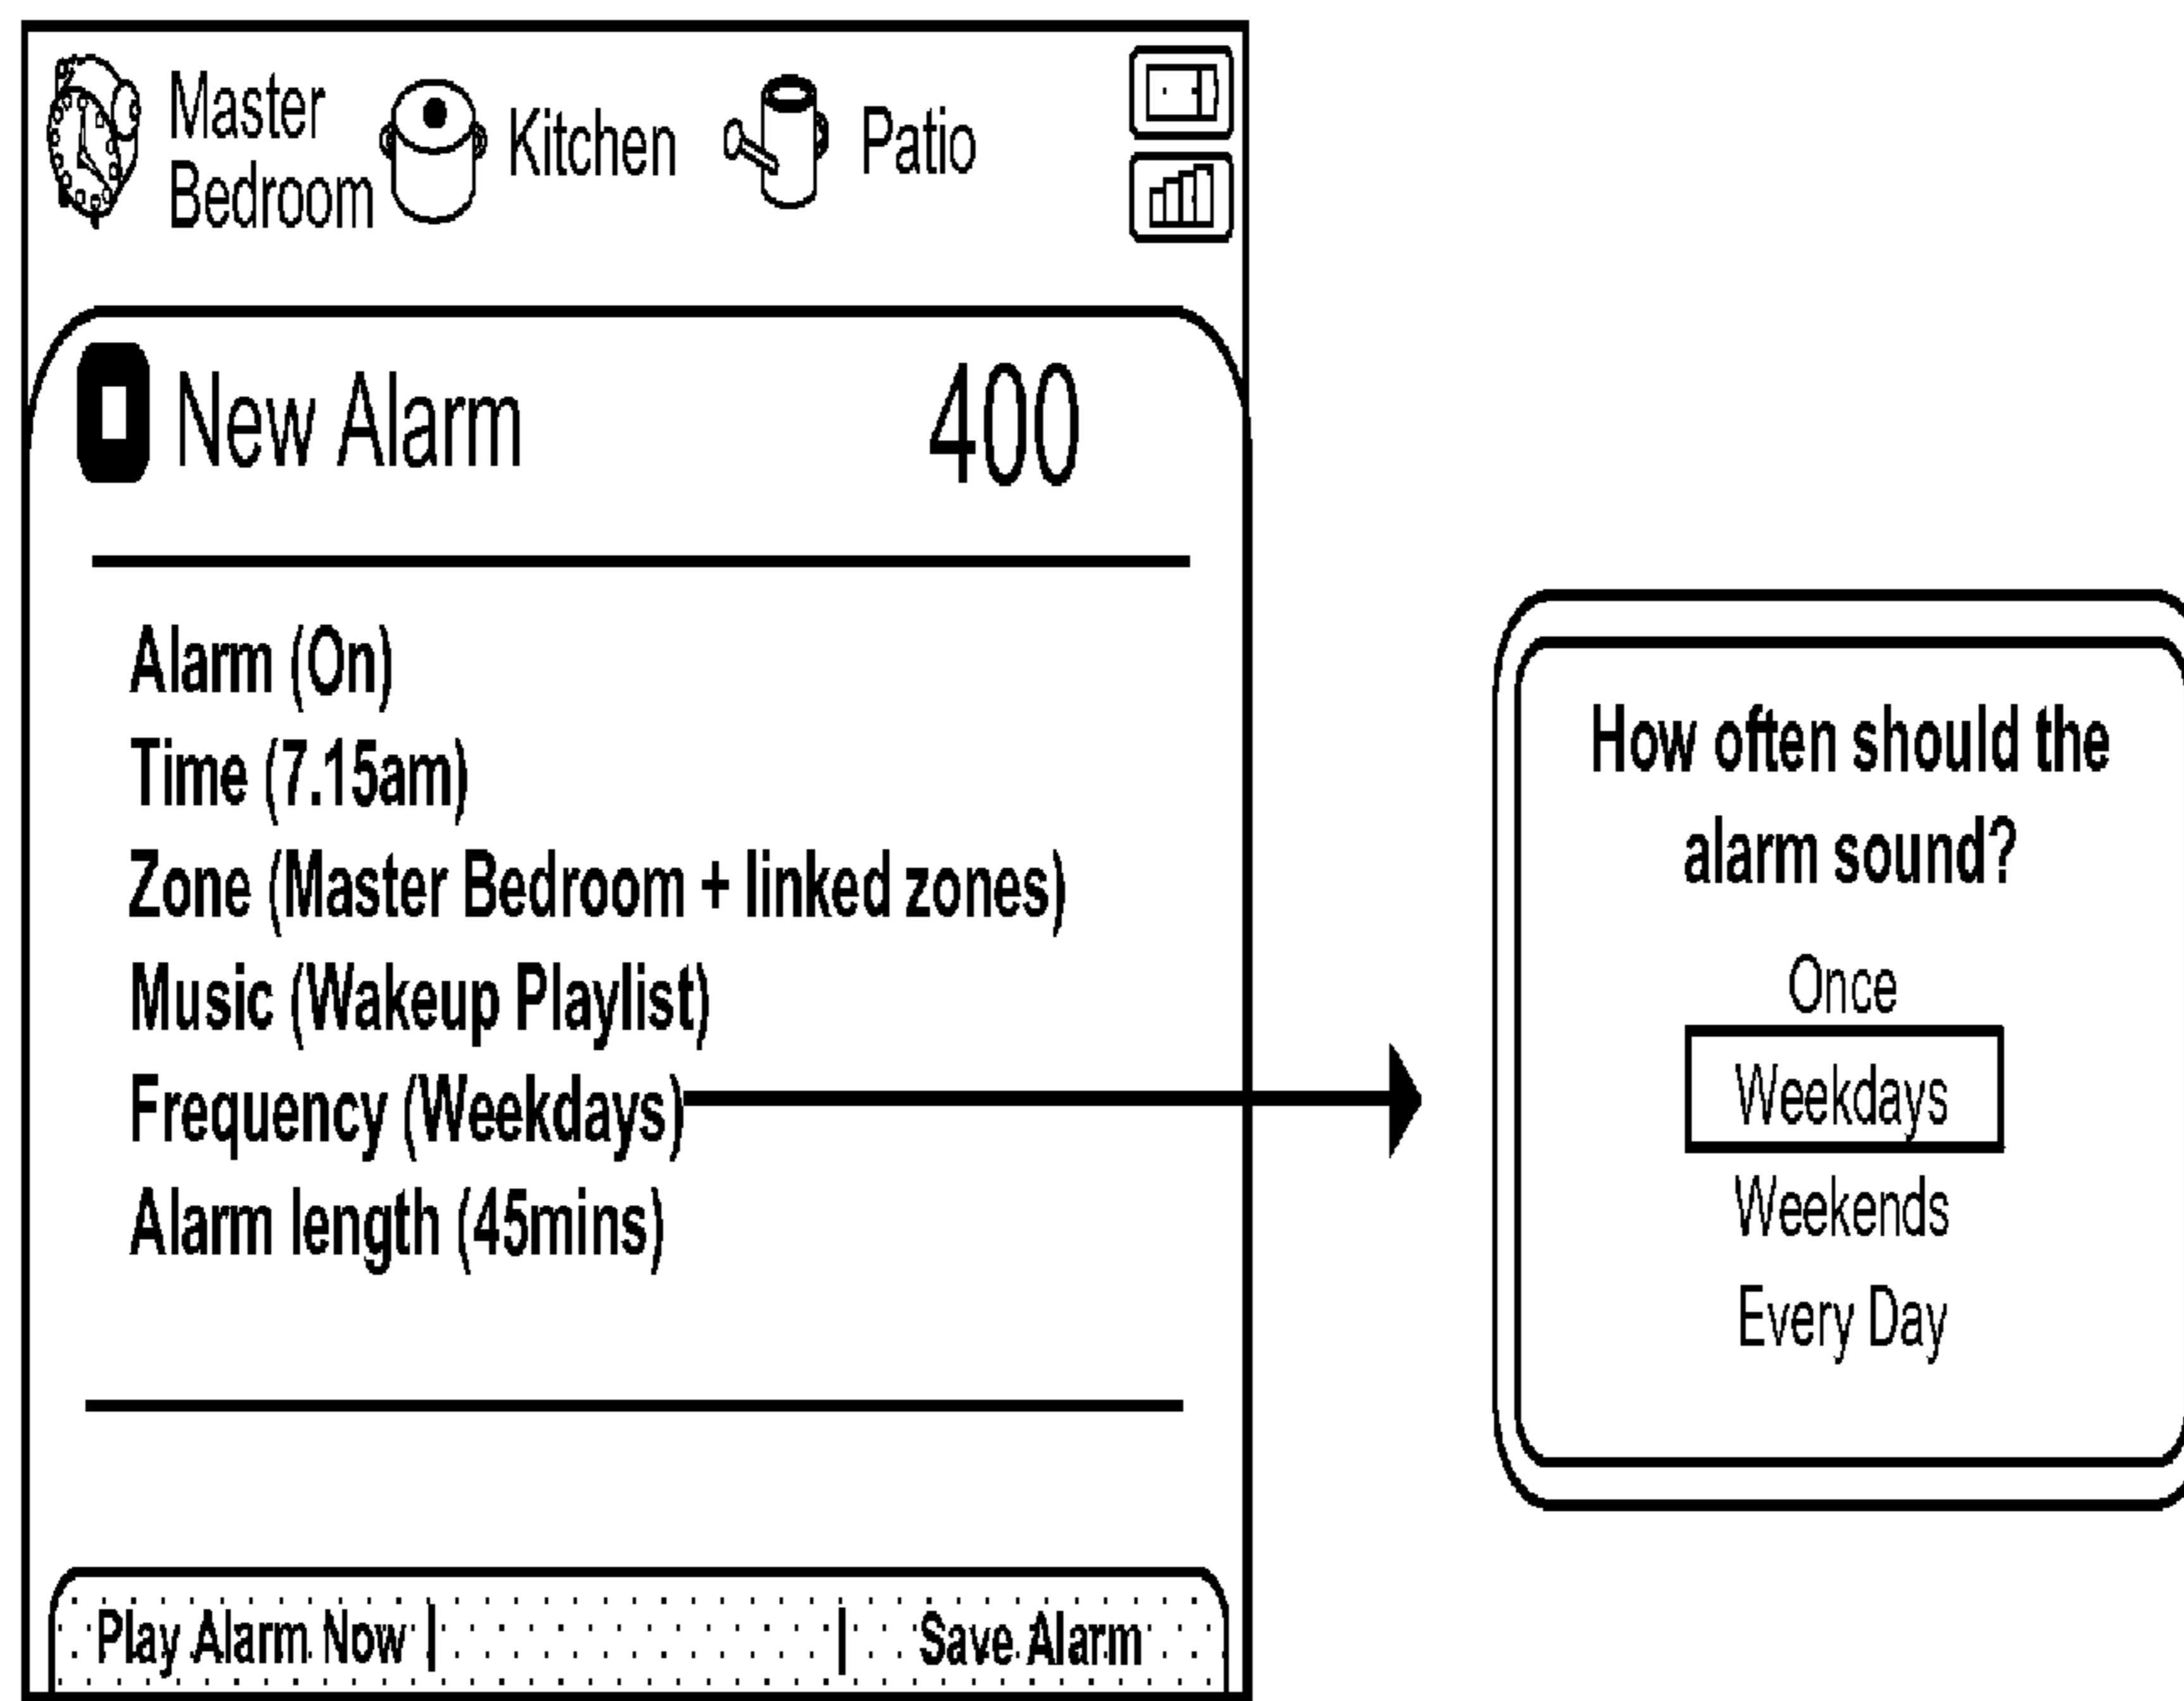 Master
Bedroom
Kitchen
Patio
New Alarm
400
Alarm (On)
Time (7.15am)
Zone (Master Bedroom + linked zones)
Music (Wakeup Playlist)
Frequency (Weekdays)
Alarm length (45mins)
Play Alarm Now
Save Alarm
How often should the
alarm sound?
Once
Weekdays
Weekends
Every Day